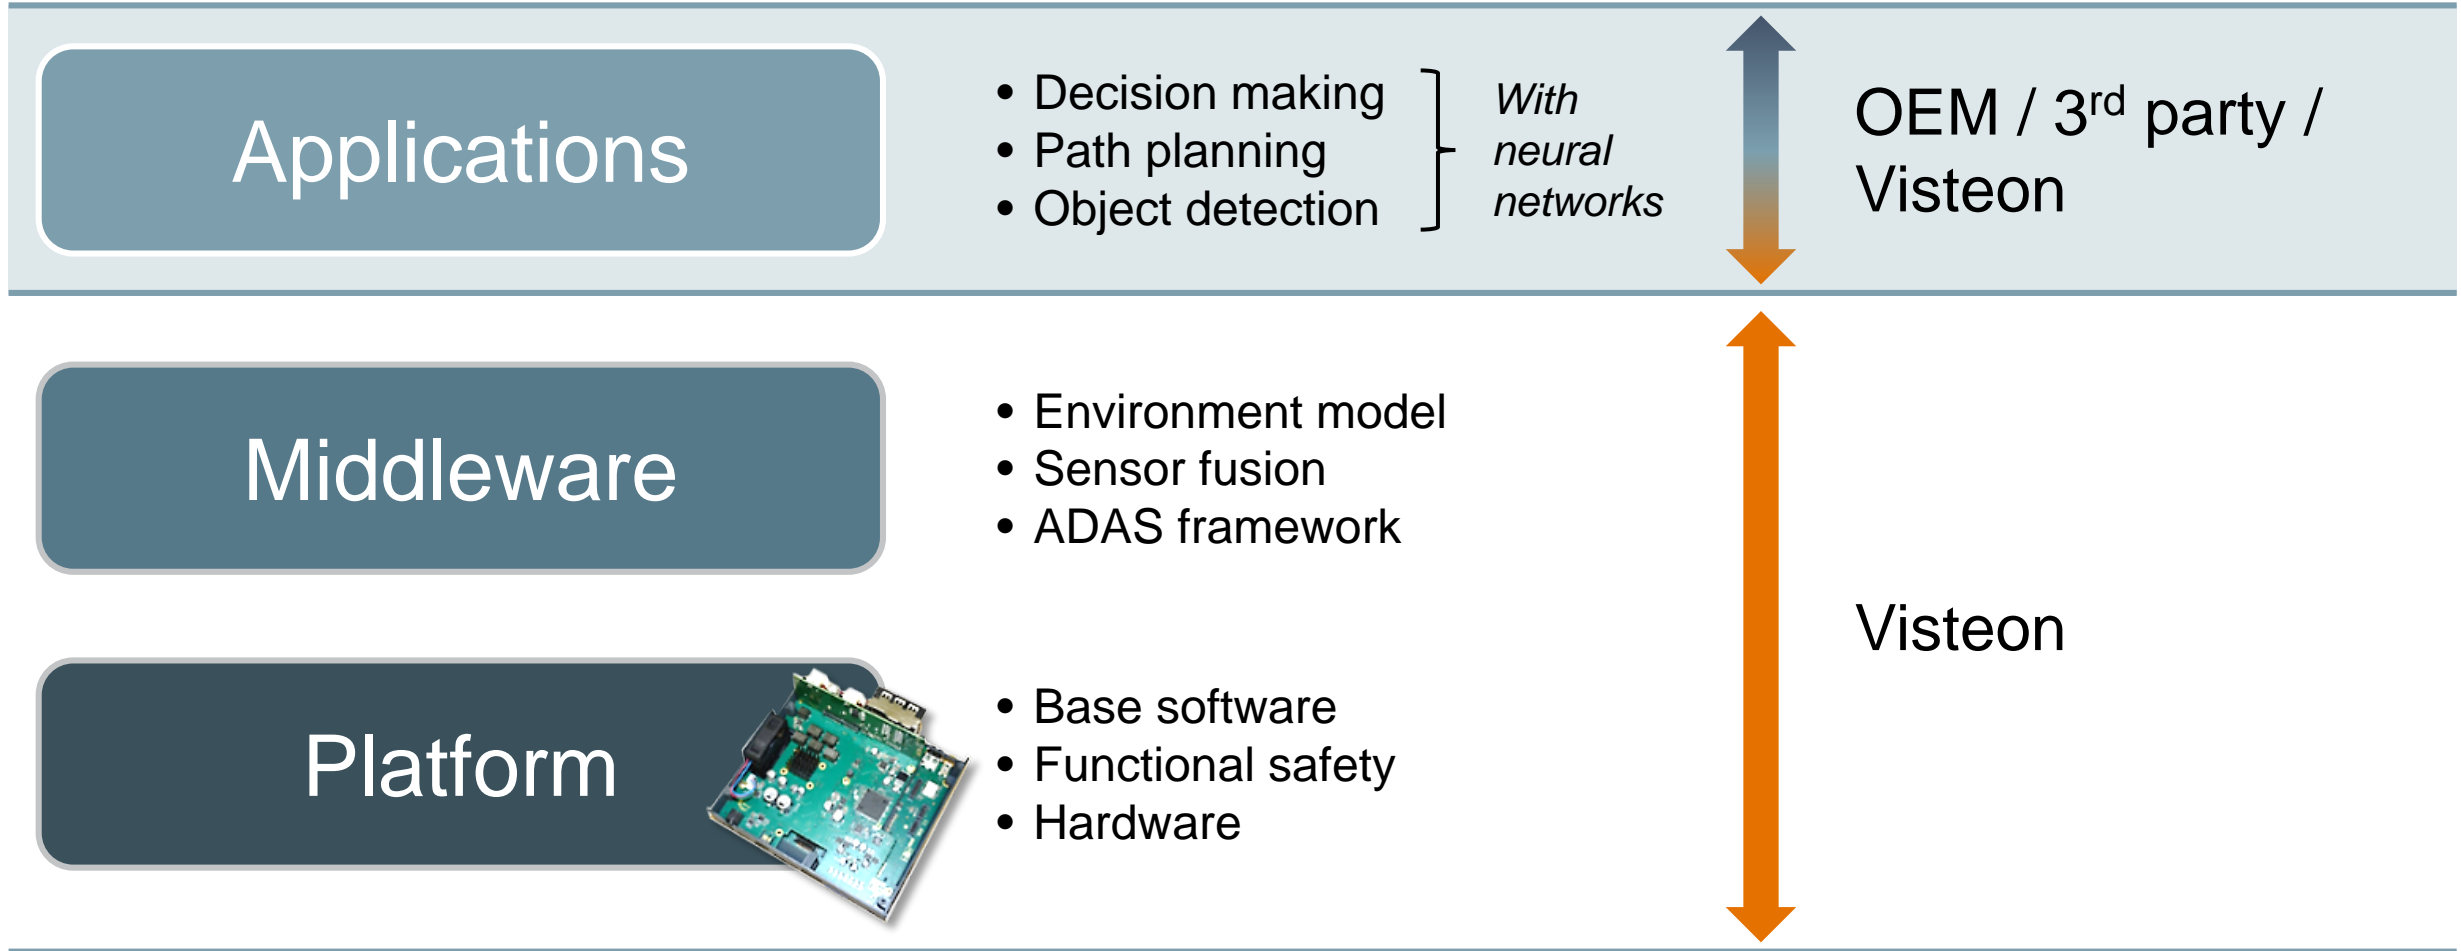 Applications
• Decision making
• Path planning
• Object detection
With
neural
networks
OEM / 3rd party /
Visteon
Middleware
• Environment model
• Sensor fusion
• ADAS framework
Visteon
Platform
• Base software
• Functional safety
• Hardware